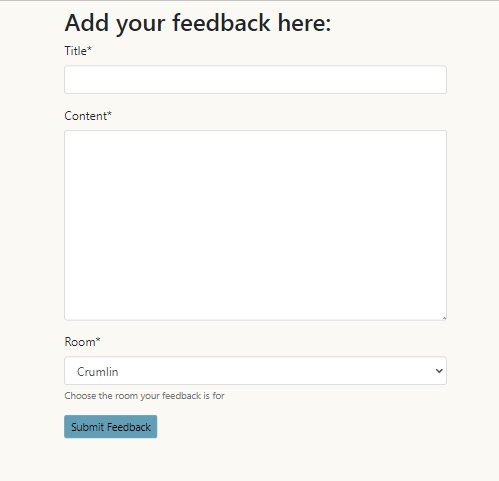 Add your feedback here:
Title*
Content*
Room*
Crumlin
Choose the room your feedback is for
Submit Feedback